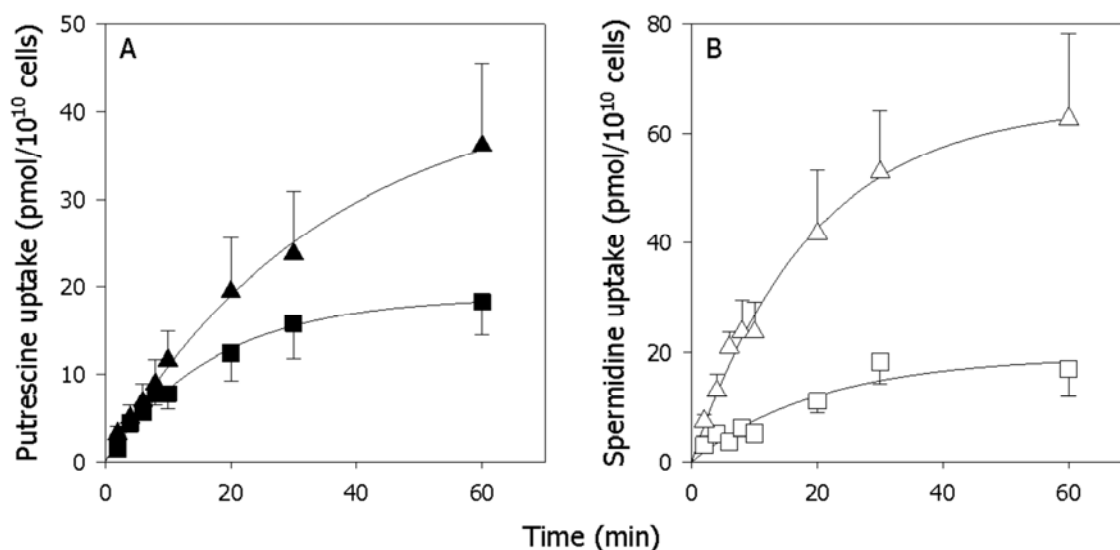 A
Putrescine uptake (pmol/10¹⁰ cells)
50
40
30
20
10
0
0 20 40 60
B
Spermidine uptake (pmol/10¹⁰ cells)
80
60
40
20
0
0 20 40 60
Time (min)